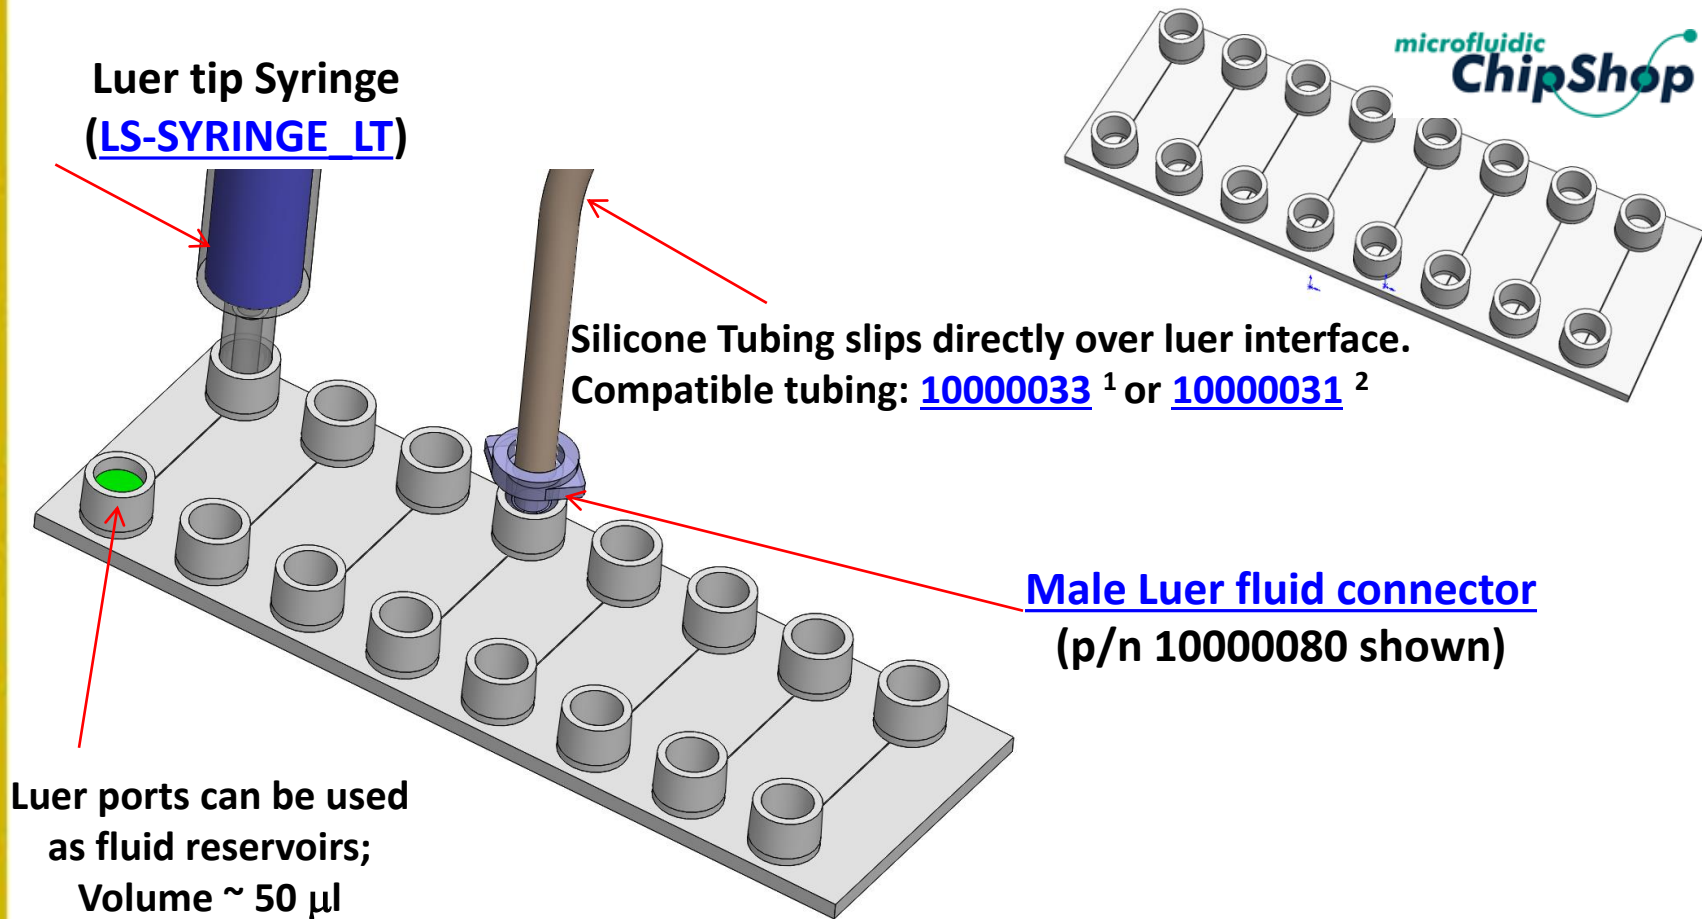 Luer tip Syringe
(LS-SYRINGE_LT)
microfluidic
ChipShop
Silicone Tubing slips directly over luer interface.
Compatible tubing: 10000033 ¹ or 10000031 ²
Male Luer fluid connector
(p/n 10000080 shown)
Luer ports can be used
as fluid reservoirs;
Volume ~ 50 µl